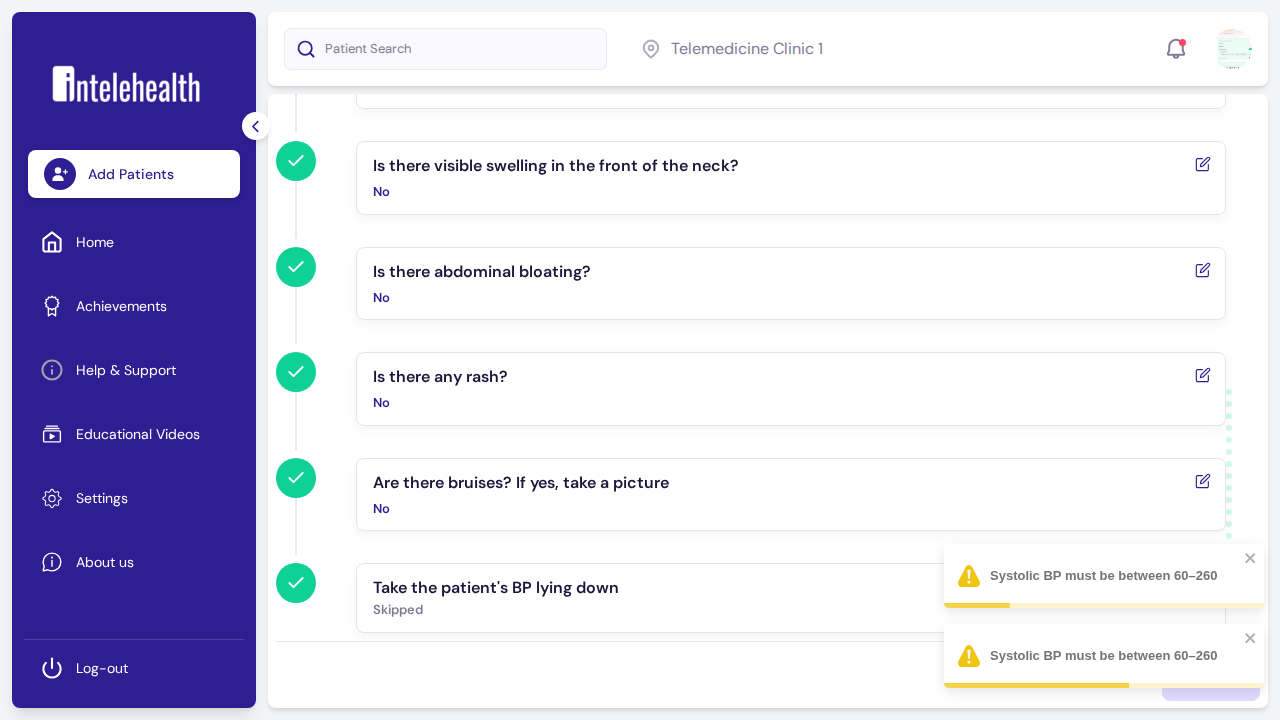 intelehealth
Patient Search
Telemedicine Clinic 1
Add Patients
Home
Achievements
Help & Support
Educational Videos
Settings
About us
Log-out
Is there visible swelling in the front of the neck?
No
Is there abdominal bloating?
No
Is there any rash?
No
Are there bruises? If yes, take a picture
No
Take the patient's BP lying down
Skipped
Systolic BP must be between 60–260
Systolic BP must be between 60–260